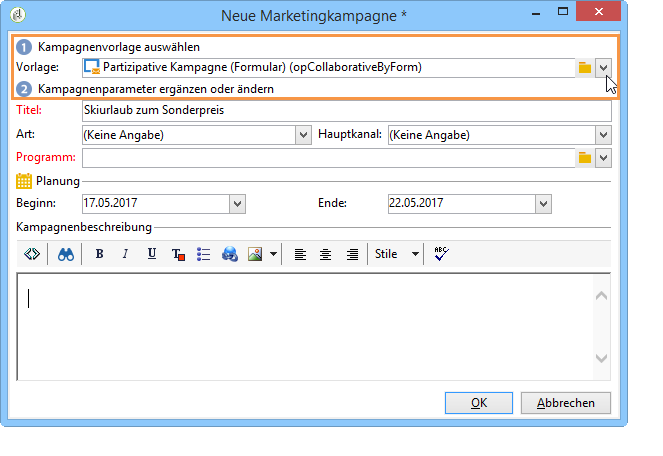 Neue Marketingkampagne *
1 Kampagnenvorlage auswählen
Vorlage: Partizipative Kampagne (Formular) (opCollaborativeByForm)
2 Kampagnenparameter ergänzen oder ändern
Titel: Skiurlaub zum Sonderpreis
Art: (Keine Angabe) Hauptkanal: (Keine Angabe)
Programm:
Planung
Beginn: 17.05.2017 Ende: 22.05.2017
Kampagnenbeschreibung
B I U T Stile ABC
OK Abbrechen